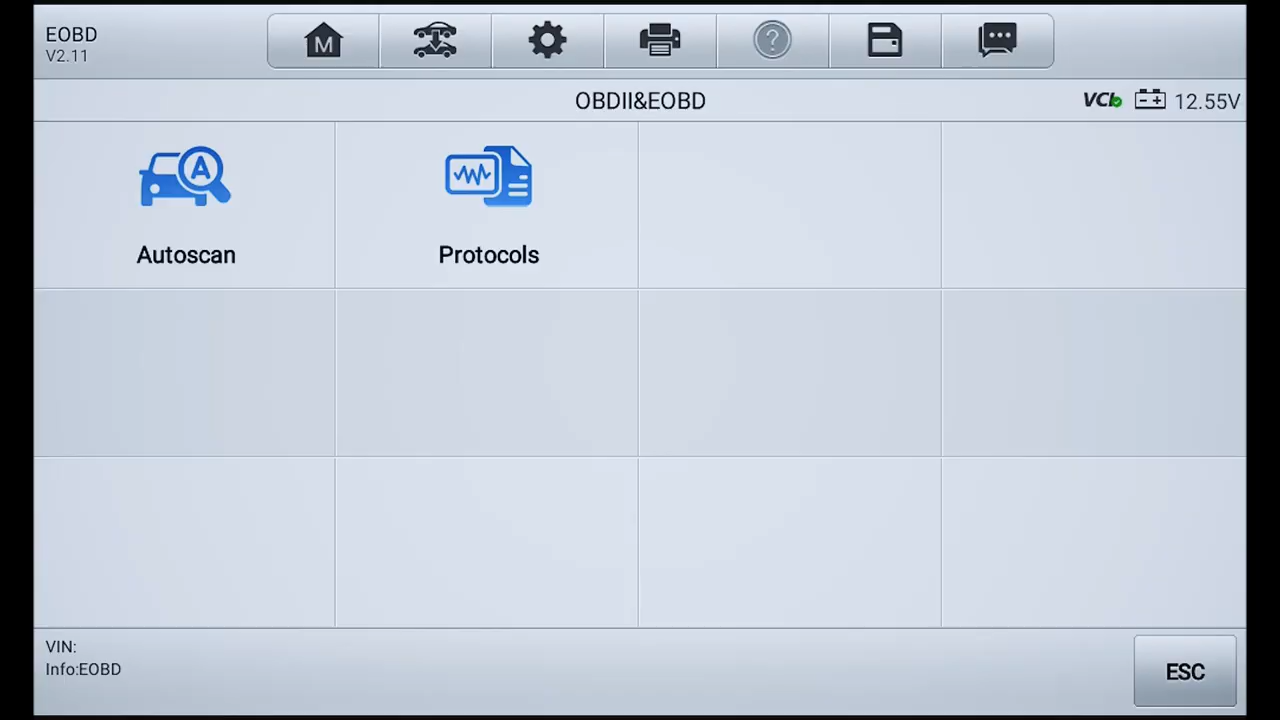 EOBD
V2.11
M
?
OBDII&EOBD
VCI
12.55V
A
Autoscan
Protocols
VIN:
Info:EOBD
ESC